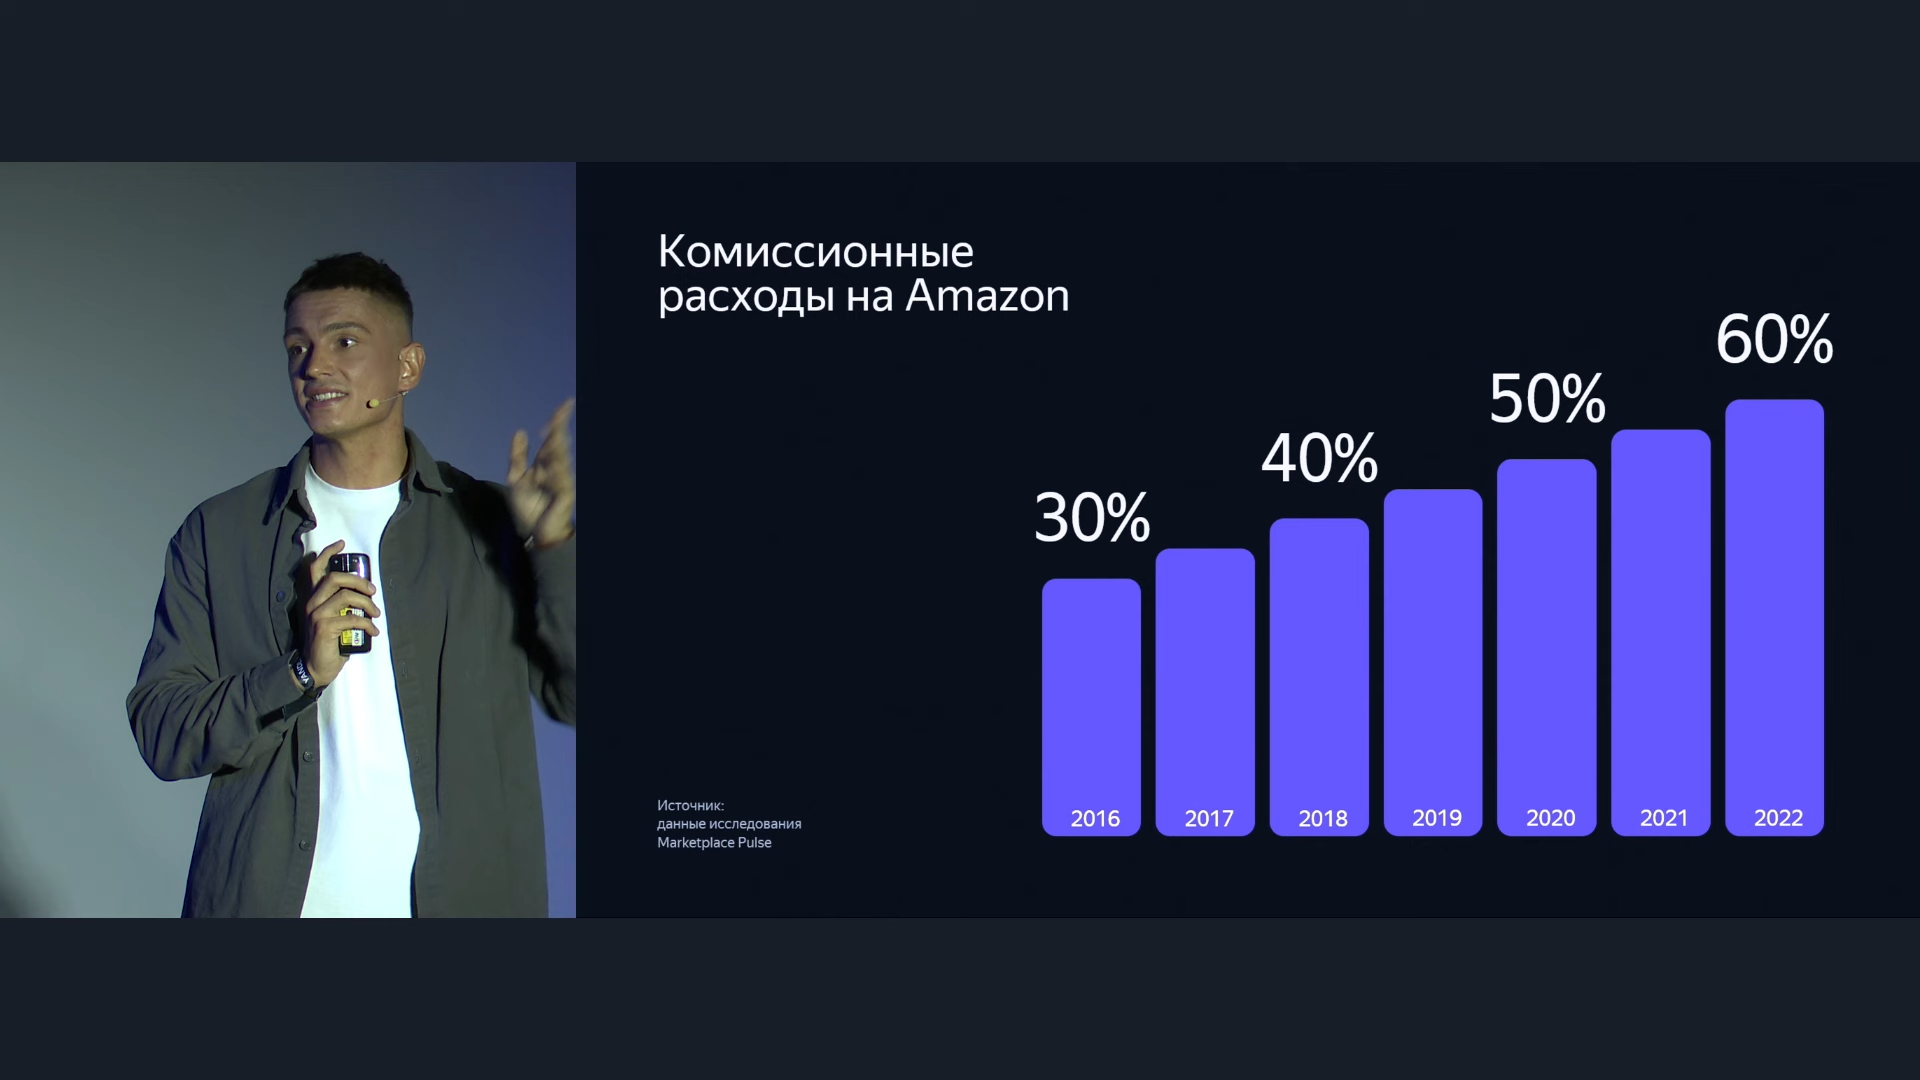 Комиссионные
расходы на Amazon
30%
40%
50%
60%
2016
2017
2018
2019
2020
2021
2022
Источник:
данные исследования
Marketplace Pulse
YAND